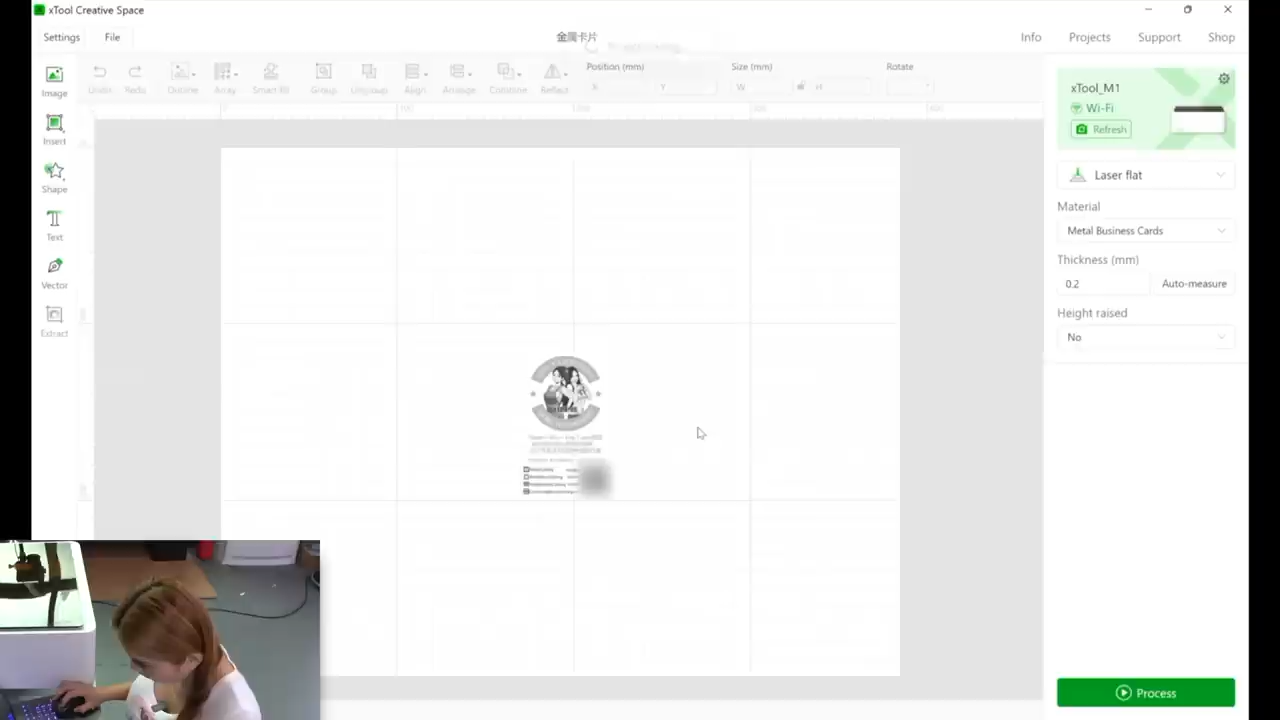 xTool Creative Space
Settings
File
金属卡片
Info
Projects
Support
Shop
Image
Insert
Shape
Text
Vector
Extract
Undo
Redo
Outline
Array
Smart fill
Group
Ungroup
Align
Arrange
Combine
Reflect
Position (mm)
X
Y
Size (mm)
W
H
Rotate
xTool_M1
Wi-Fi
Refresh
Laser flat
Material
Metal Business Cards
Thickness (mm)
0.2
Auto-measure
Height raised
No
Process